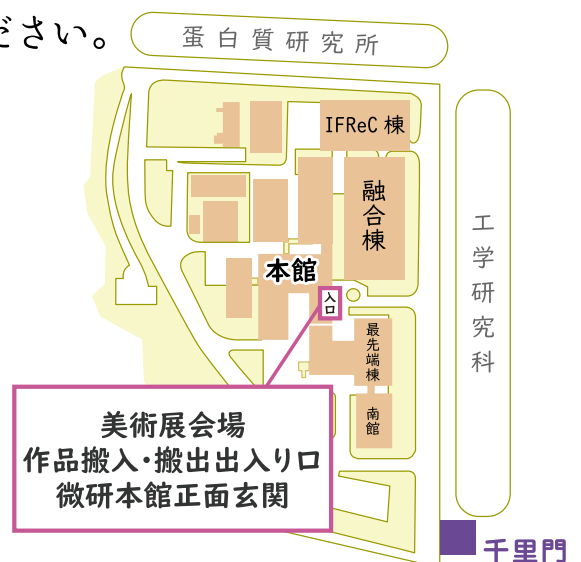 ださい。
蛋白質研究所
IFReC 棟
融合棟
工学研究科
本館
入口
最先端棟
南館
美術展会場
作品搬入・搬出出入り口
微研本館正面玄関
千里門